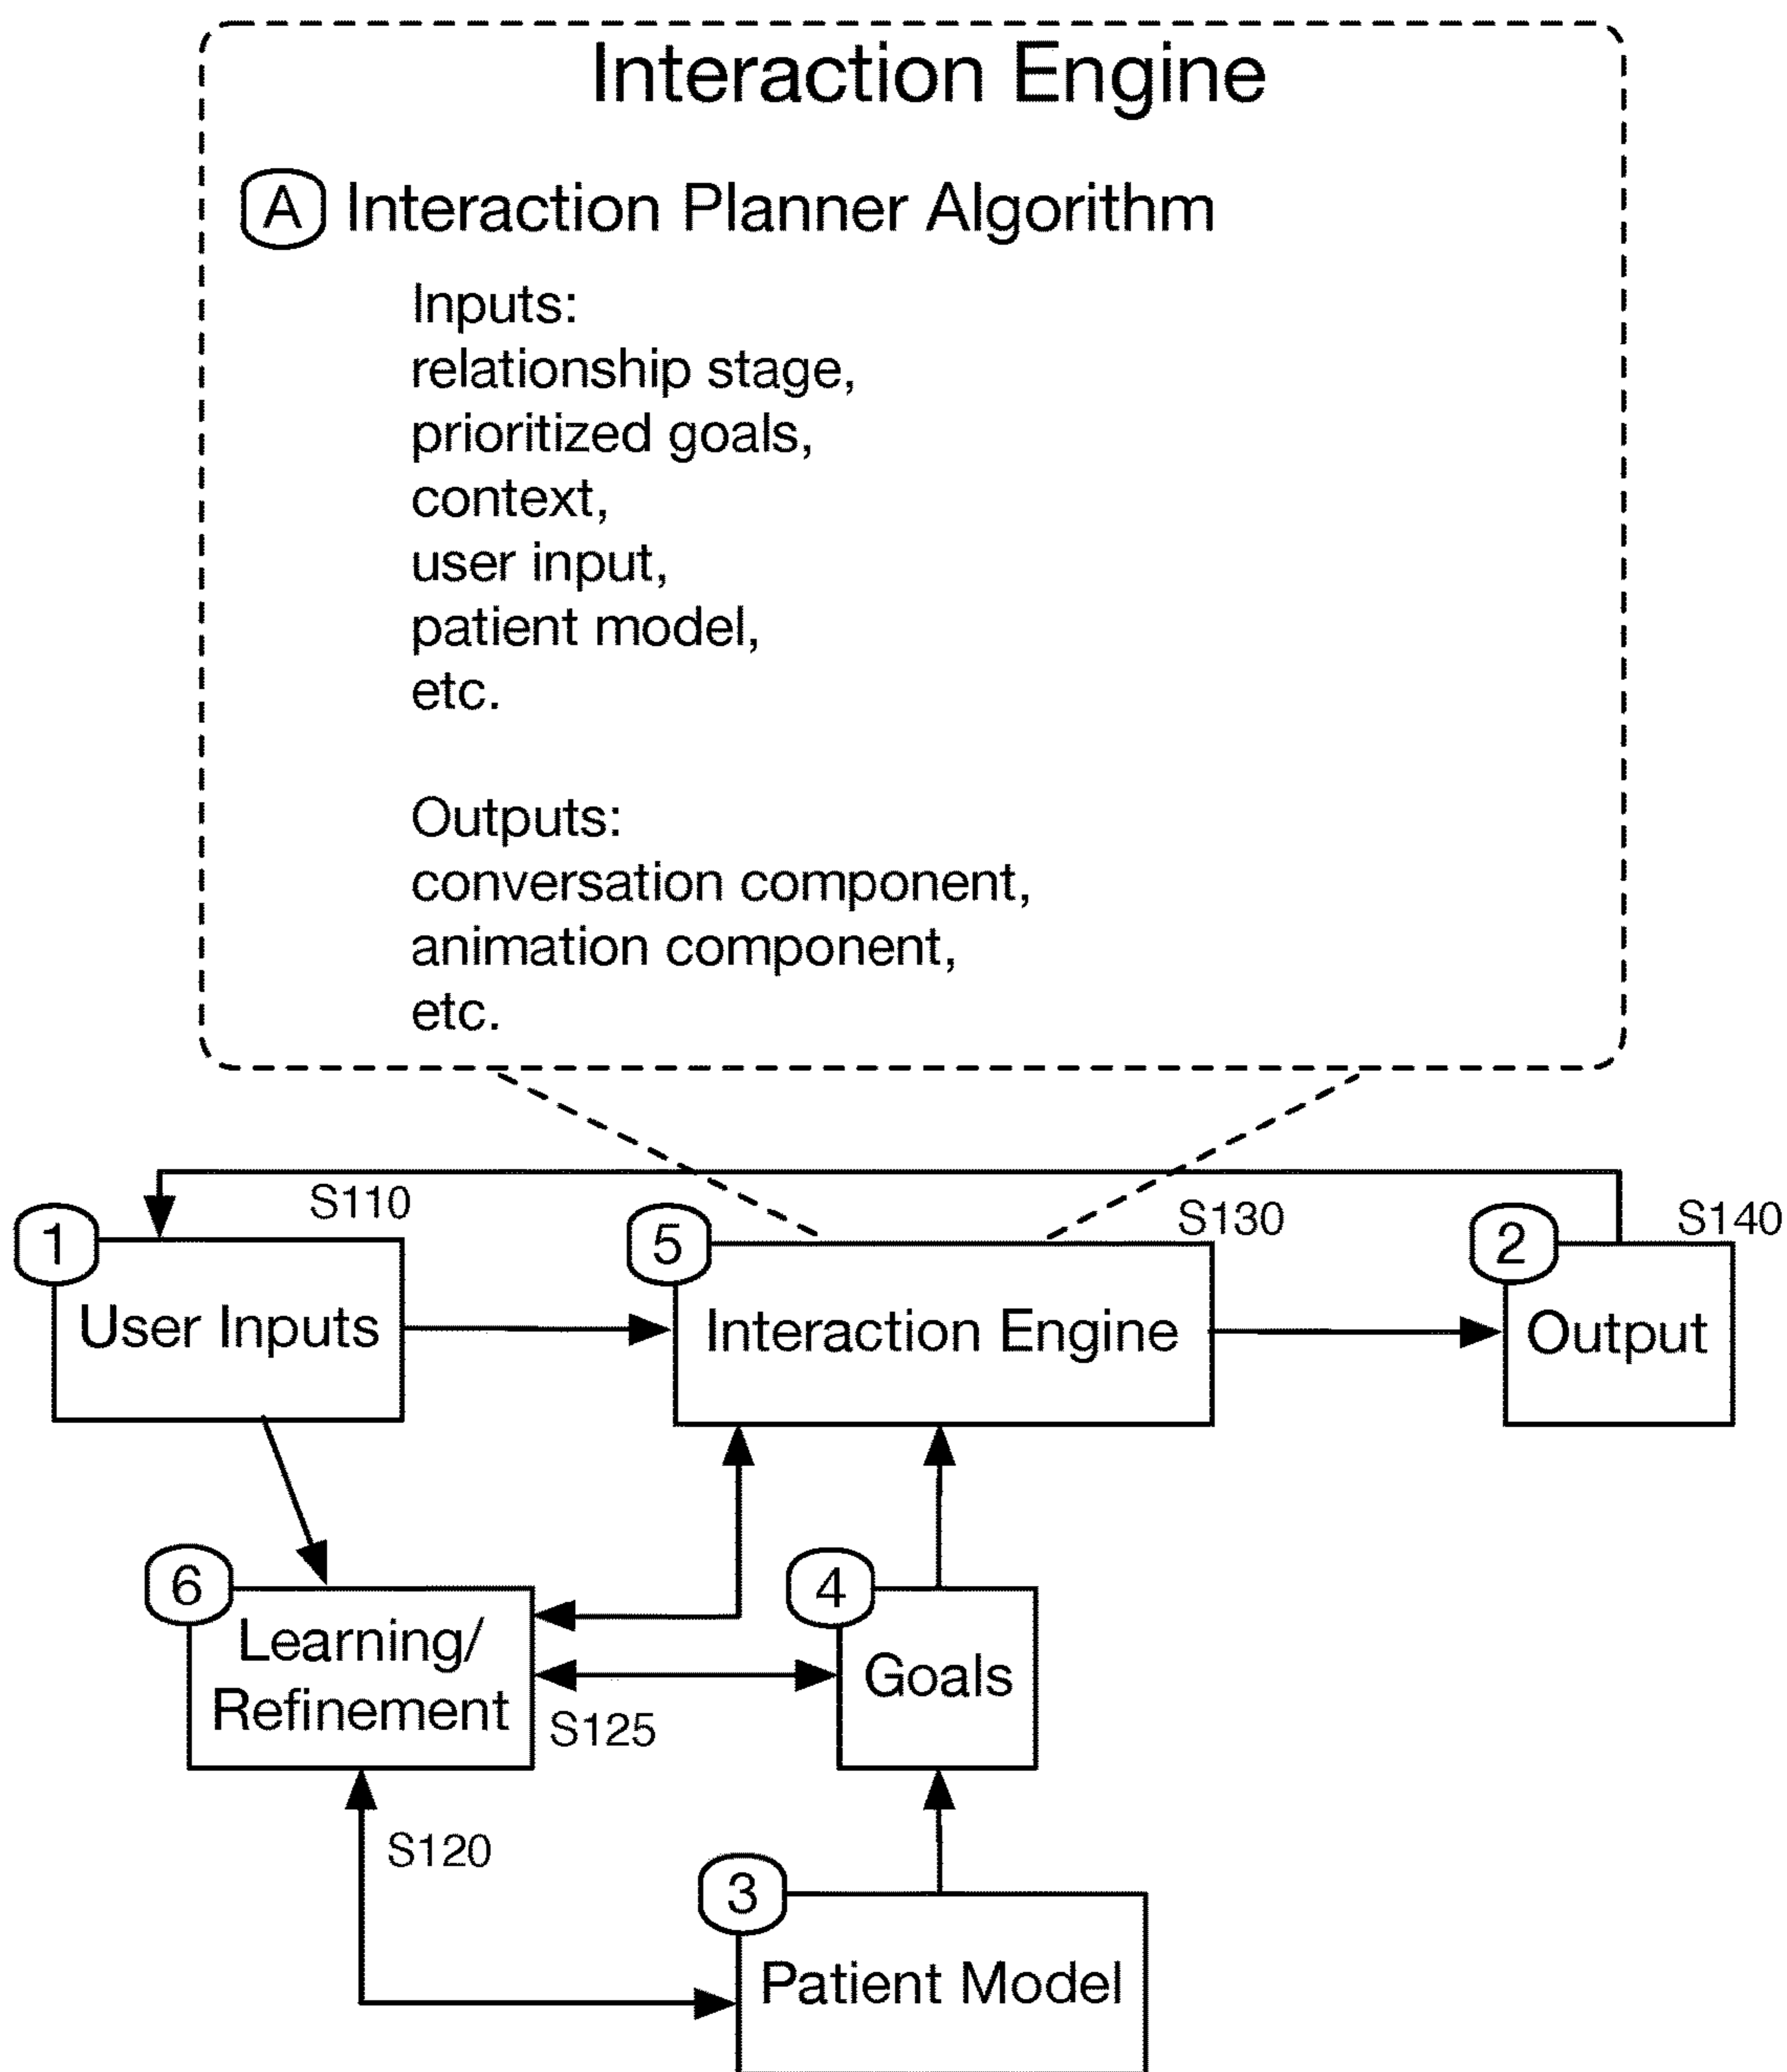 Interaction Engine
A Interaction Planner Algorithm
Inputs:
relationship stage,
prioritized goals,
context,
user input,
patient model,
etc.
Outputs:
conversation component,
animation component,
etc.
S110
S130
S140
1
5
2
User Inputs
Interaction Engine
Output
6
4
Learning/
Refinement
Goals
S125
S120
3
Patient Model